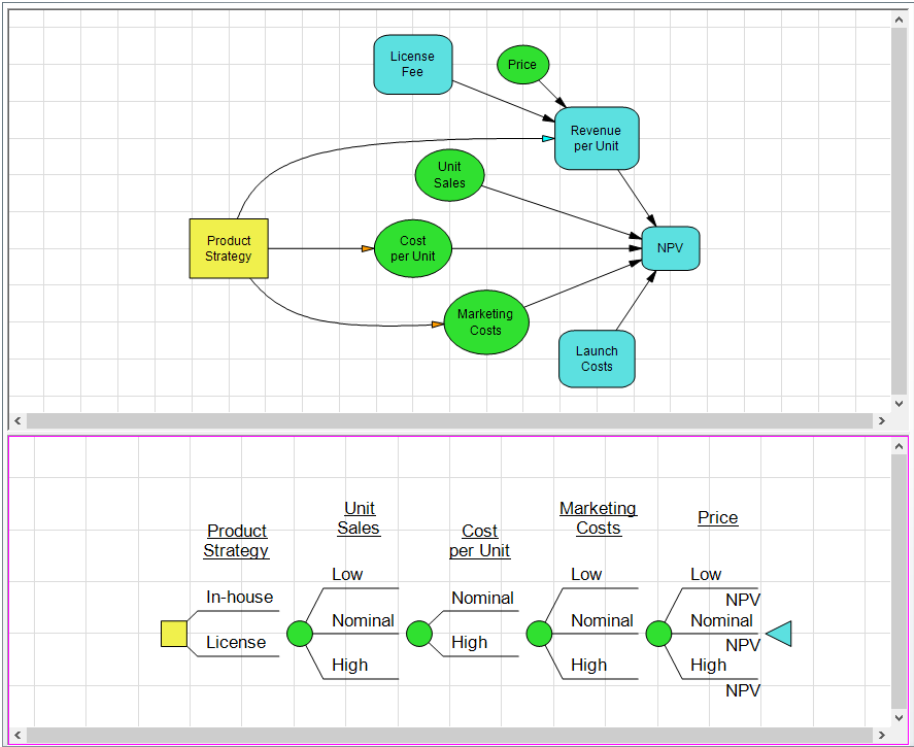 License
Fee
Price
Revenue
per Unit
Unit
Sales
Product
Strategy
Cost
per Unit
NPV
Marketing
Costs
Launch
Costs
Product
Strategy
Unit
Sales
Cost
per Unit
Marketing
Costs
Price
In-house
License
Low
Nominal
High
Nominal
High
Low
Nominal
High
Low
NPV
Nominal
NPV
High
NPV